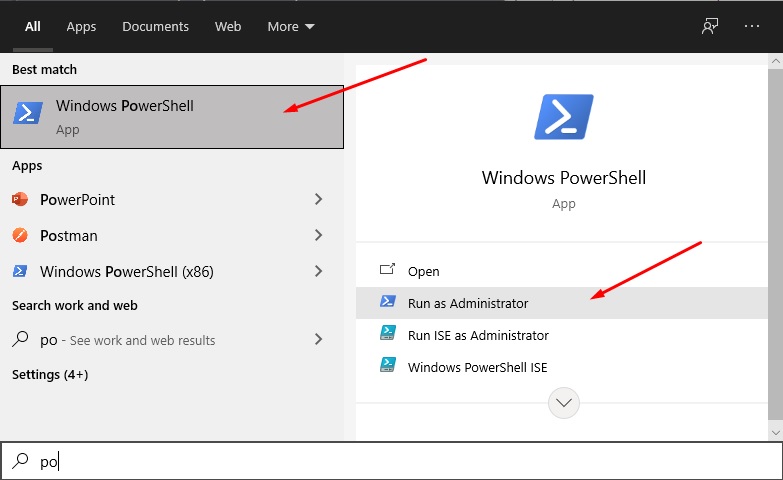 All Apps Documents Web More
Best match
Windows PowerShell
App
Apps
PowerPoint
Postman
Windows PowerShell (x86)
Search work and web
po - See work and web results
Settings (4+)
Windows PowerShell
App
Open
Run as Administrator
Run ISE as Administrator
Windows PowerShell ISE
po